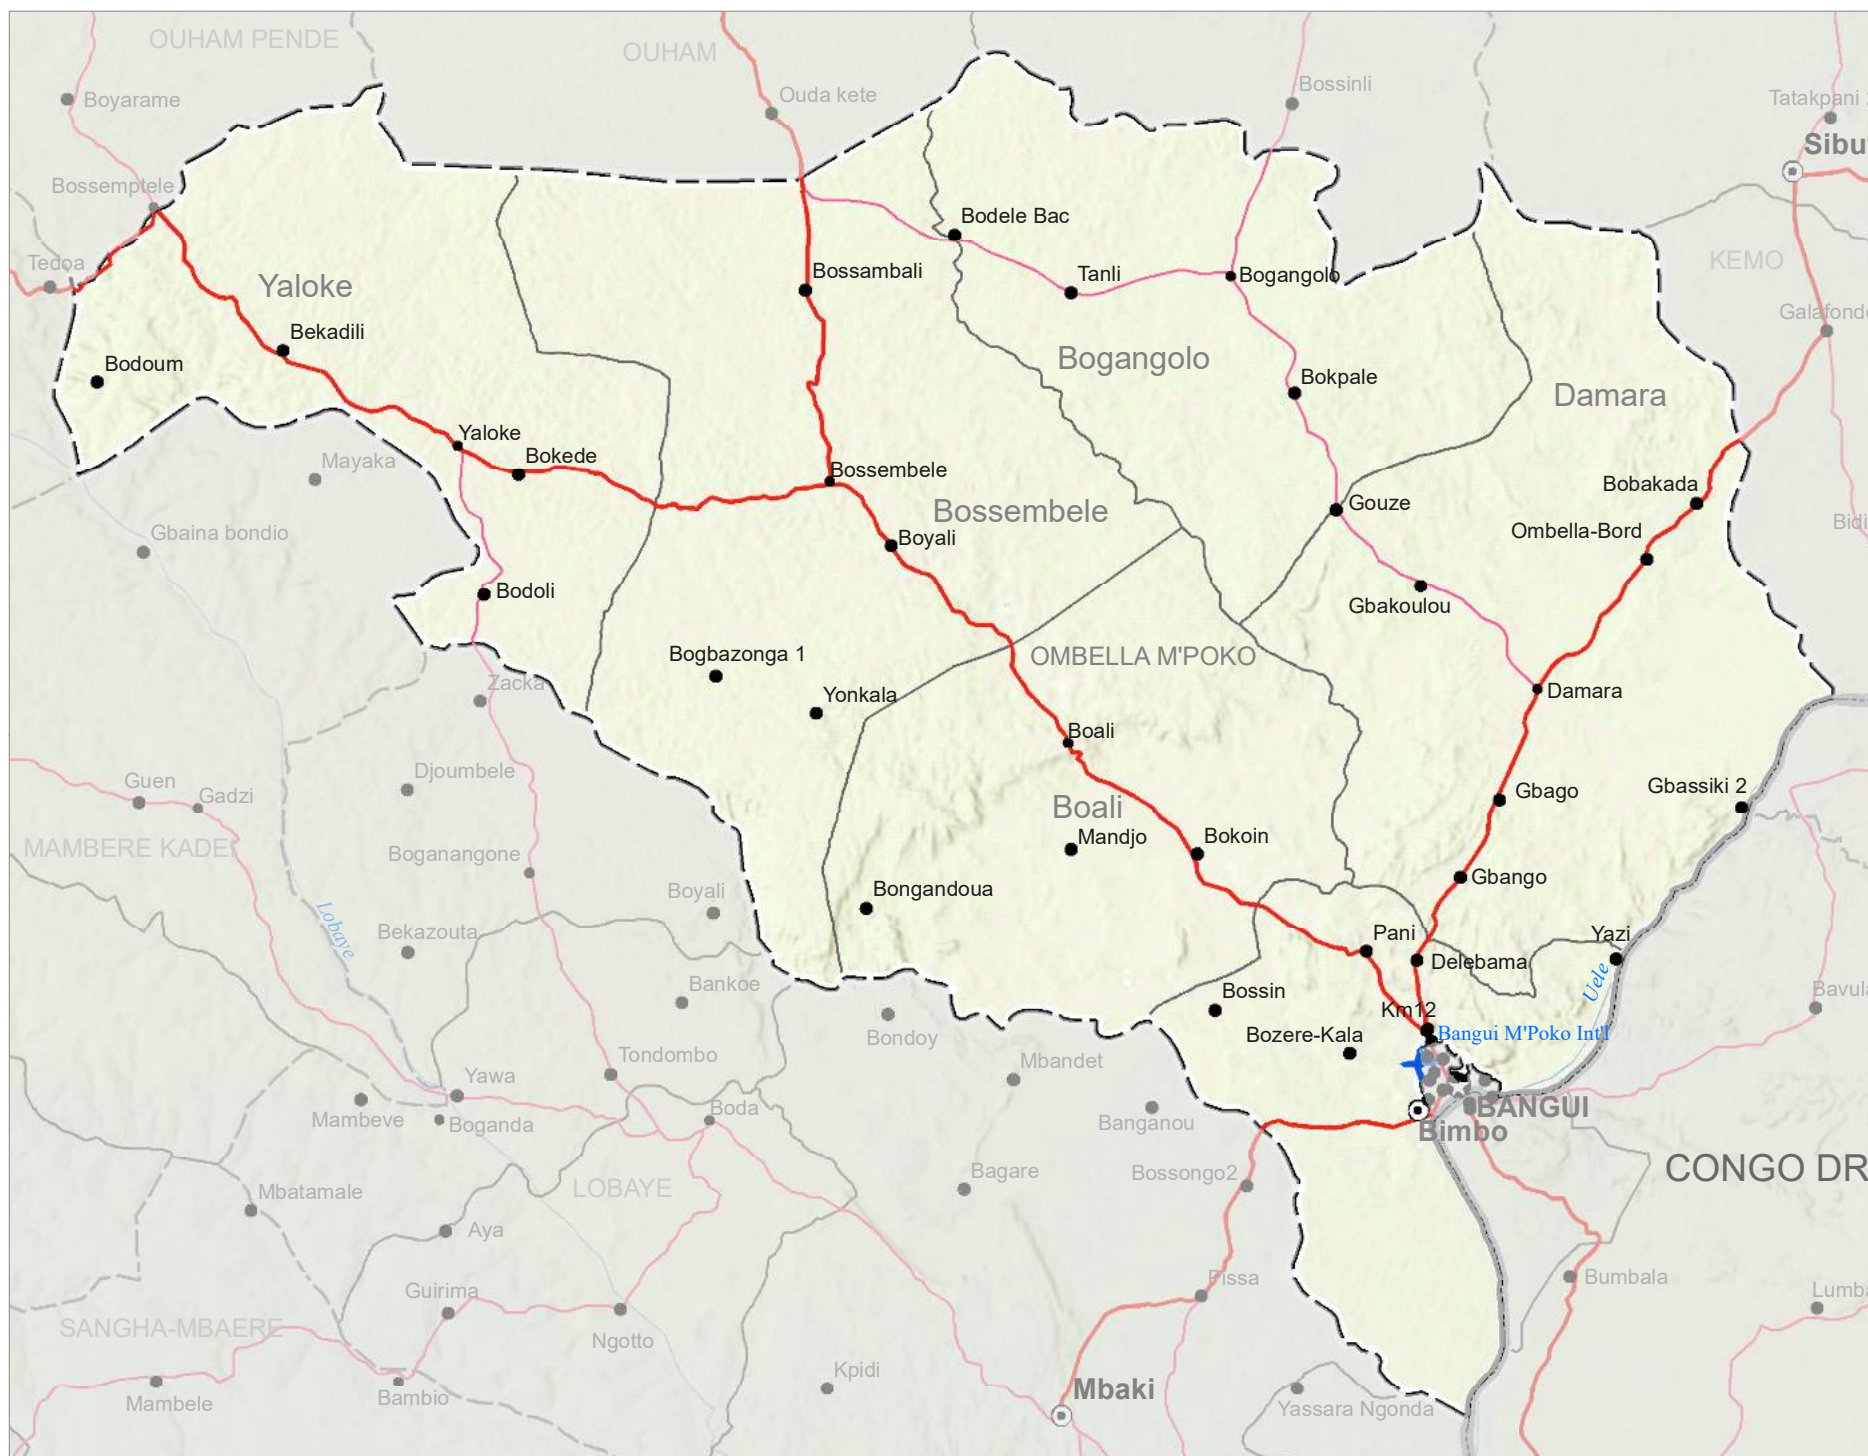 OUHAM PENDE
OUHAM
Boyarame
Ouda kete
Bossinli
Tatakpani
Bossemptele
Bodele Bac
Tedoa
Yaloke
Bossambali
Tanli
Bogangolo
KEMO
Bekadili
Bodoum
Bogangolo
Bokpale
Damara
Yaloke
Bokede
Mayaka
Bossembele
Bossembele
Gouze
Bobakada
Gbaina bondio
Boyali
Ombella-Bord
Bodoli
Gbakoulou
Bogbazonga 1
OMBELLA M'POKO
Zacka
Yonkala
Damara
Boali
Djoumbele
Guen
Gadzi
Gbago
Gbassiki 2
Boali
Mandjo
Bokoin
MAMBERE KADEI
Boganangone
Boyali
Bongandoua
Gbango
Lobaye
Bekazouta
Pani
Yazi
Delebama
Uele
Bankoe
Bossin
Km12
Bondoy
Bozere-Kala
Bangui M'Poko Int'l
Tondombo
Mbandet
Yawa
Mambeve
Boganda
Boda
Banganou
BANGUI
Bimbo
Bagare
Bossongo2
CONGO DR
Mbatamale
LOBAYE
Aya
Pissa
Bumbala
Guirima
SANGHA-MBAERE
Ngotto
Kpidi
Mbaki
Mambele
Bambio
Yassara Ngonda